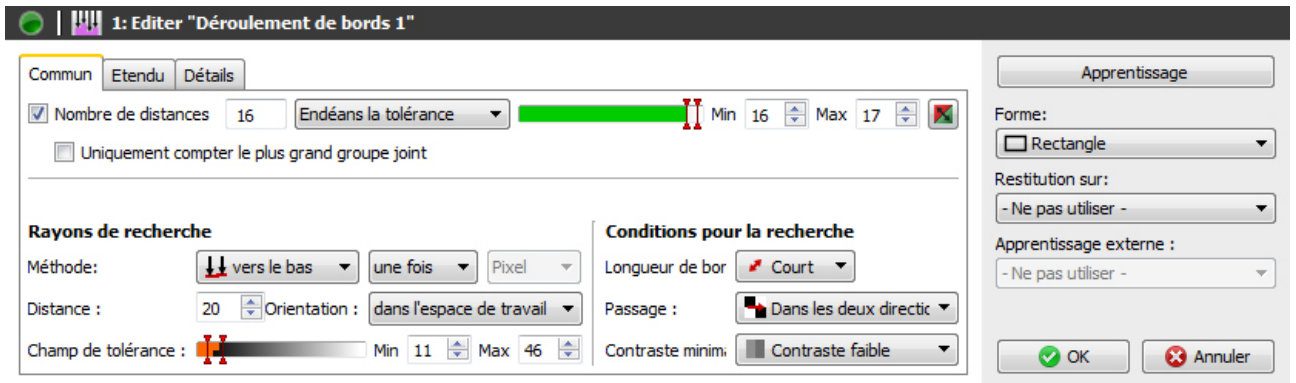 1: Editer "Déroulement de bords 1"
Commun Etendu Détails
Nombre de distances 16 Endéans la tolérance Min 16 Max 17
Uniquement compter le plus grand groupe joint
Rayons de recherche
Méthode: vers le bas une fois Pixel
Distance : 20 Orientation : dans l'espace de travail
Champ de tolérance : Min 11 Max 46
Conditions pour la recherche
Longueur de bor Court
Passage : Dans les deux directic
Contraste minima Contraste faible
Apprentissage
Forme:
Rectangle
Restitution sur:
- Ne pas utiliser -
Apprentissage externe :
- Ne pas utiliser -
OK Annuler